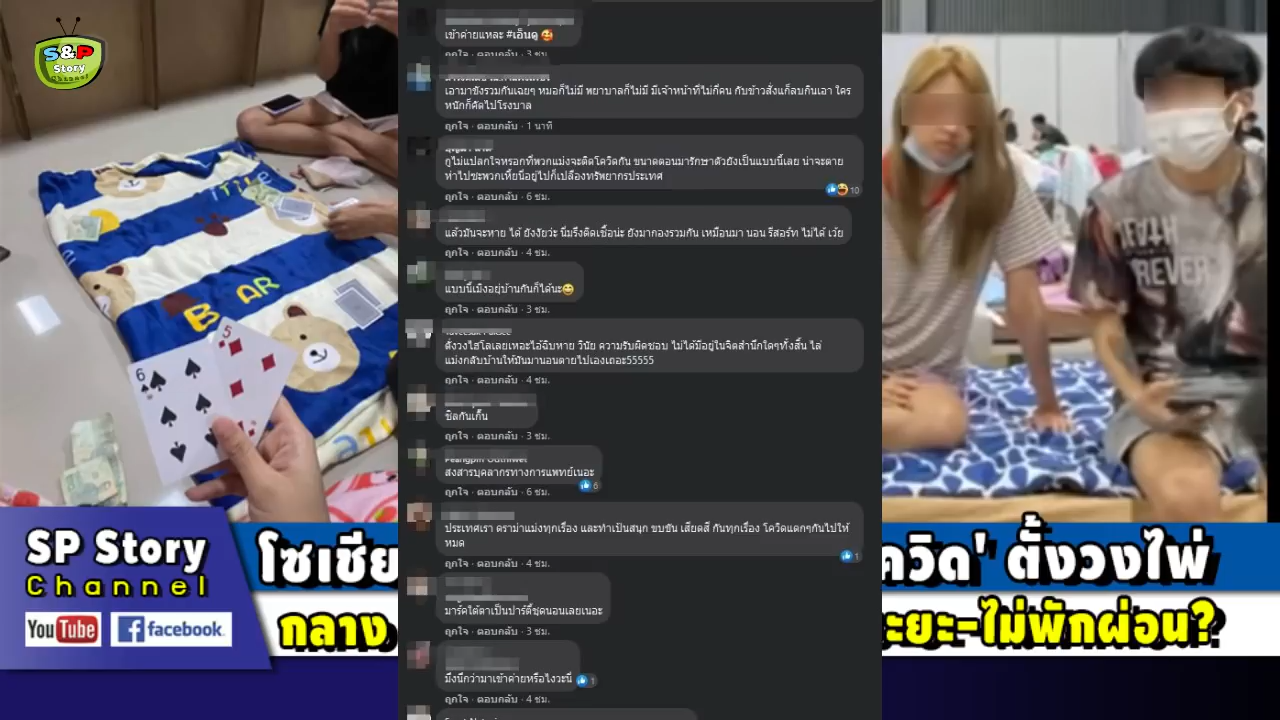 S&P
Story
Channel
เข้าค่ายแหละ #เอ็นดู
ถูกใจ · ตอบกลับ · 3 ชม.
เอามาขังรวมกันเฉยๆ หมอก็ไม่มี พยาบาลก็ไม่มี มีเจ้าหน้าที่ไม่กี่คน กับข้าวสั่งแก็ลบกินเอา ใคร
หนักก็คัดไปโรงบาล
ถูกใจ · ตอบกลับ · 1 นาที
กูไม่แปลกใจหรอกที่พวกแม่งจะติดโควิดกัน ขนาดตอนมารักษาตัวยังเป็นแบบนี้เลย น่าจะตาย
ห่าไปซะพวกเหี้ยนี่อยู่ไปก็เปลืองทรัพยากรประเทศ
10
ถูกใจ · ตอบกลับ · 6 ชม.
แล้วมันจะหาย ได้ ยังงัยว่ะ นี่มรึงติดเชื้อน่ะ ยังมากองรวมกัน เหมือนมา นอน รีสอร์ท ไม่ได้ เว้ย
ถูกใจ · ตอบกลับ · 4 ชม.
แบบนี้เมิงอยุ่บ้านกันก็ได้นะ
ถูกใจ · ตอบกลับ · 3 ชม.
ตั้งวงไฮโลเลยเหอะไอ้ฉิบหาย วินัย ความรับผิดชอบ ไม่ได้มีอยู่ในจิตสำนึกใดๆทั้งสิ้น ไล่
แม่งกลับบ้านให้มันมานอนตายไปเองเถอะ55555
ถูกใจ · ตอบกลับ · 4 ชม.
ชิลกันเกิ๊น
ถูกใจ · ตอบกลับ · 3 ชม.
สงสารบุคลากรทางการแพทย์เนอะ
6
ถูกใจ · ตอบกลับ · 6 ชม.
ประเทศเรา ดราม่าแม่งทุกเรื่อง และทำเป็นสนุก ขบขัน เสียดสี กันทุกเรื่อง โควิดแดกๆกันไปให้
หมด
1
ถูกใจ · ตอบกลับ · 4 ชม.
มาร์คใต้ตาเป็นปาร์ตี้ชุดนอนเลยเนอะ
ถูกใจ · ตอบกลับ · 3 ชม.
มึงนึกว่ามาเข้าค่ายหรือไงวะนี่
1
ถูกใจ · ตอบกลับ · 4 ชม.
LITTLE
BEAR
6
5
DEATH
FOREVER
SP Story
Channel
YouTube
facebook.
โซเชีย
ควิด' ตั้งวงไพ่
กลาง
ะยะ-ไม่พักผ่อน?